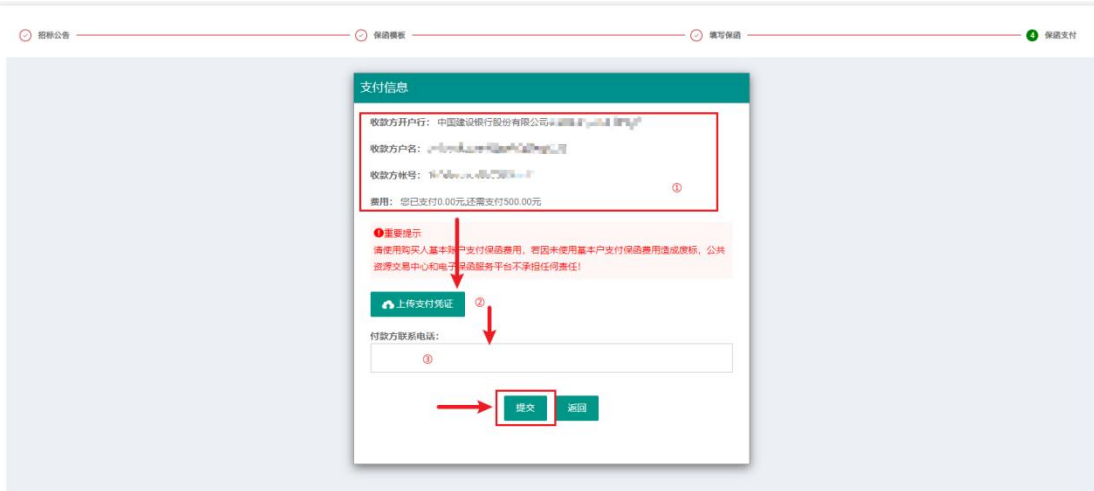 招标公告
保函模板
填写保函
4 保函支付
支付信息
收款方开户行：中国建设银行股份有限公司
收款方户名：
收款方帐号：
①
费用：您已支付0.00元,还需支付500.00元
重要提示
请使用购买人基本账户支付保函费用，若因未使用基本户支付保函费用造成废标，公共
资源交易中心和电子保函服务平台不承担任何责任！
上传支付凭证 ②
付款方联系电话：
③
提交 返回